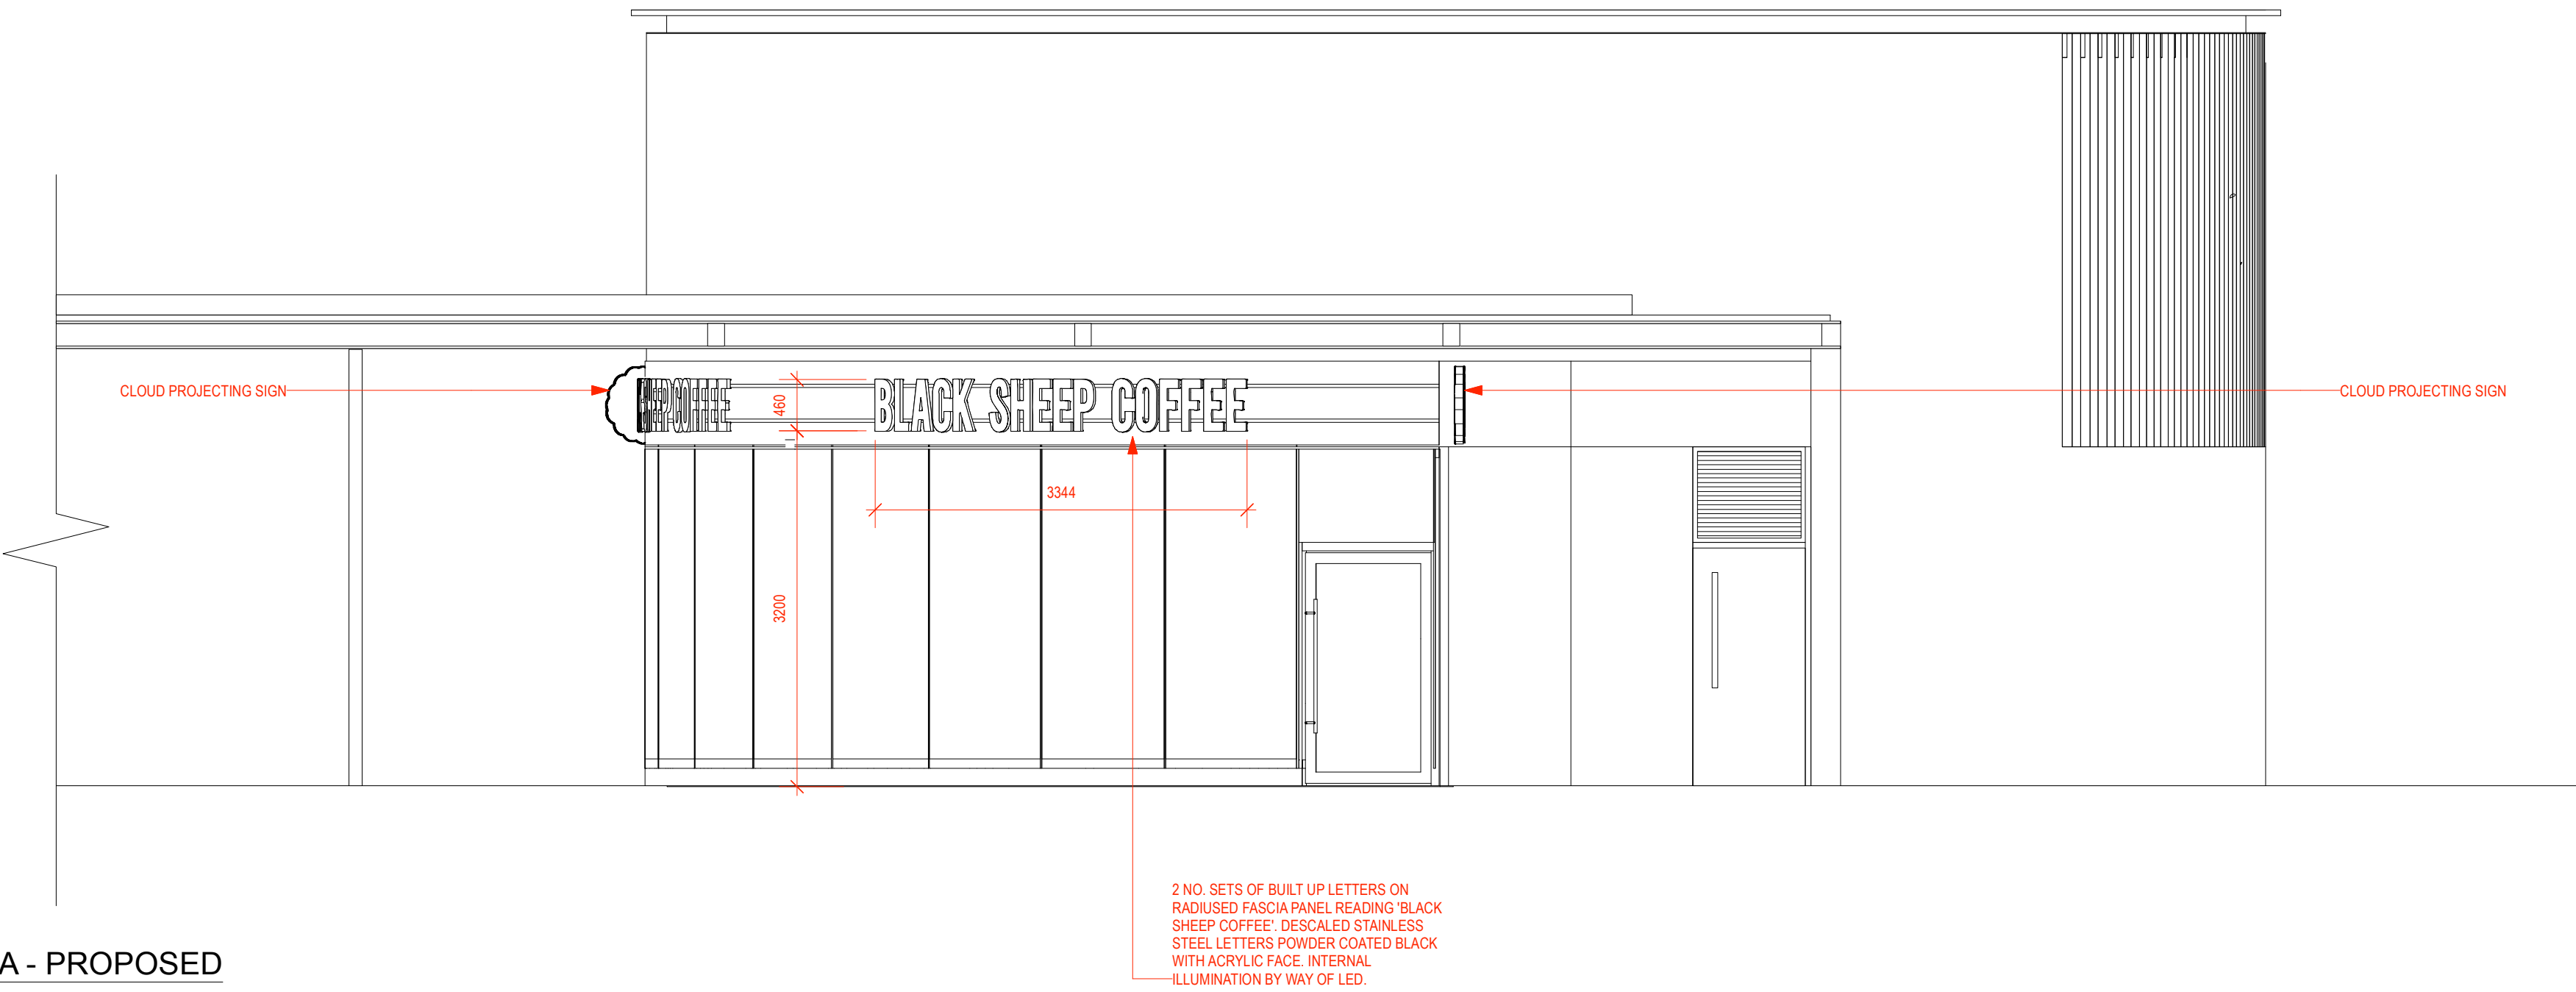 CLOUD PROJECTING SIGN
SHEEP COFFEE
460
BLACK SHEEP COFFEE
CLOUD PROJECTING SIGN
3344
3200
2 NO. SETS OF BUILT UP LETTERS ON
RADIUSED FASCIA PANEL READING 'BLACK
SHEEP COFFEE'. DESCALED STAINLESS
STEEL LETTERS POWDER COATED BLACK
WITH ACRYLIC FACE. INTERNAL
ILLUMINATION BY WAY OF LED.
A - PROPOSED